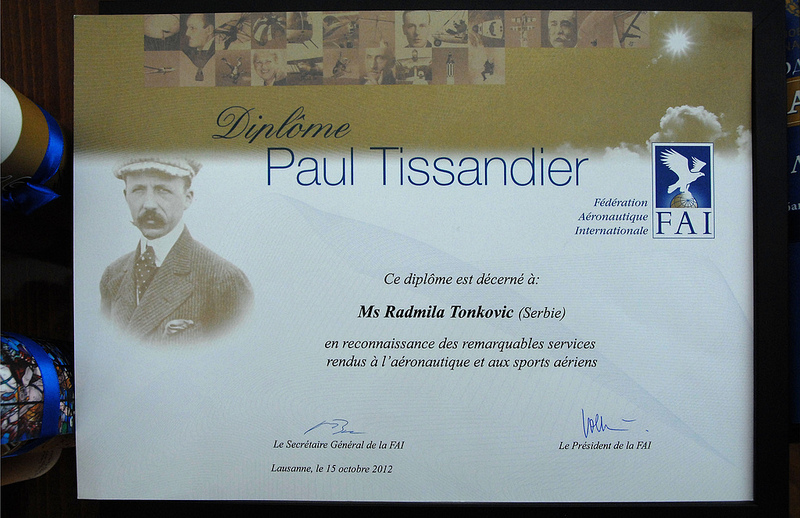 Diplôme
Paul Tissandier
Fédération
Aéronautique
Internationale
FAI
Ce diplôme est décerné à:
Ms Radmila Tonkovic (Serbie)
en reconnaissance des remarquables services
rendus à l'aéronautique et aux sports aériens
Le Secrétaire Général de la FAI
Le Président de la FAI
Lausanne, le 15 octobre 2012